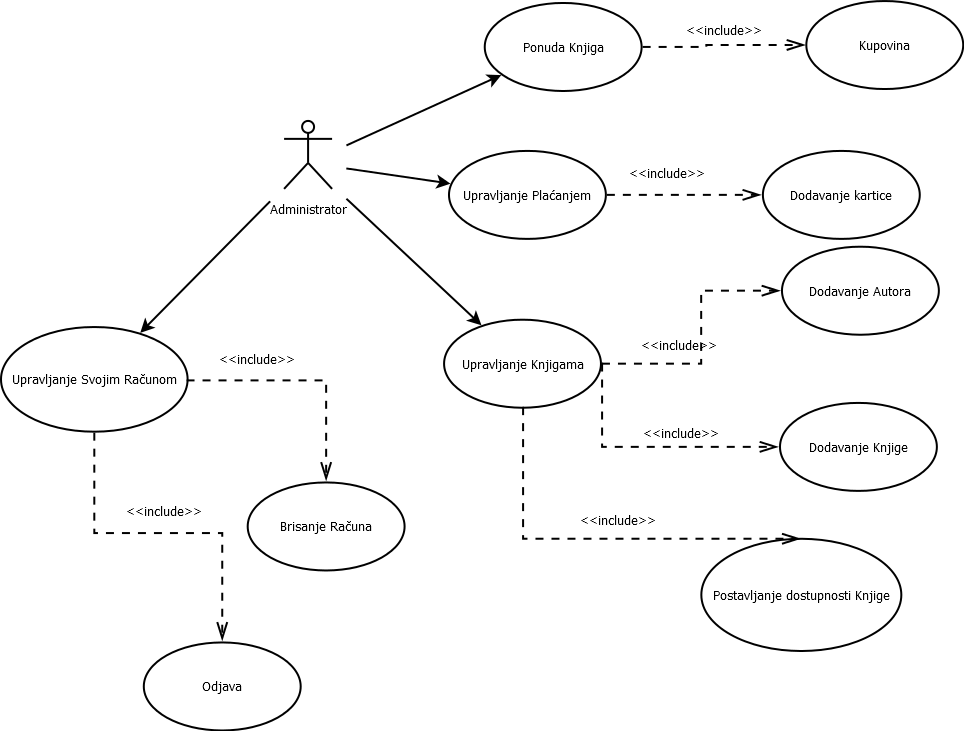 <<include>>
Ponuda Knjiga
Kupovina
<<include>>
Upravljanje Plaćanjem
Dodavanje kartice
Administrator
Dodavanje Autora
<<include>>
<<include>>
Upravljanje Svojim Računom
Upravljanje Knjigama
<<include>>
Dodavanje Knjige
<<include>>
<<include>>
Brisanje Računa
Postavljanje dostupnosti Knjige
Odjava